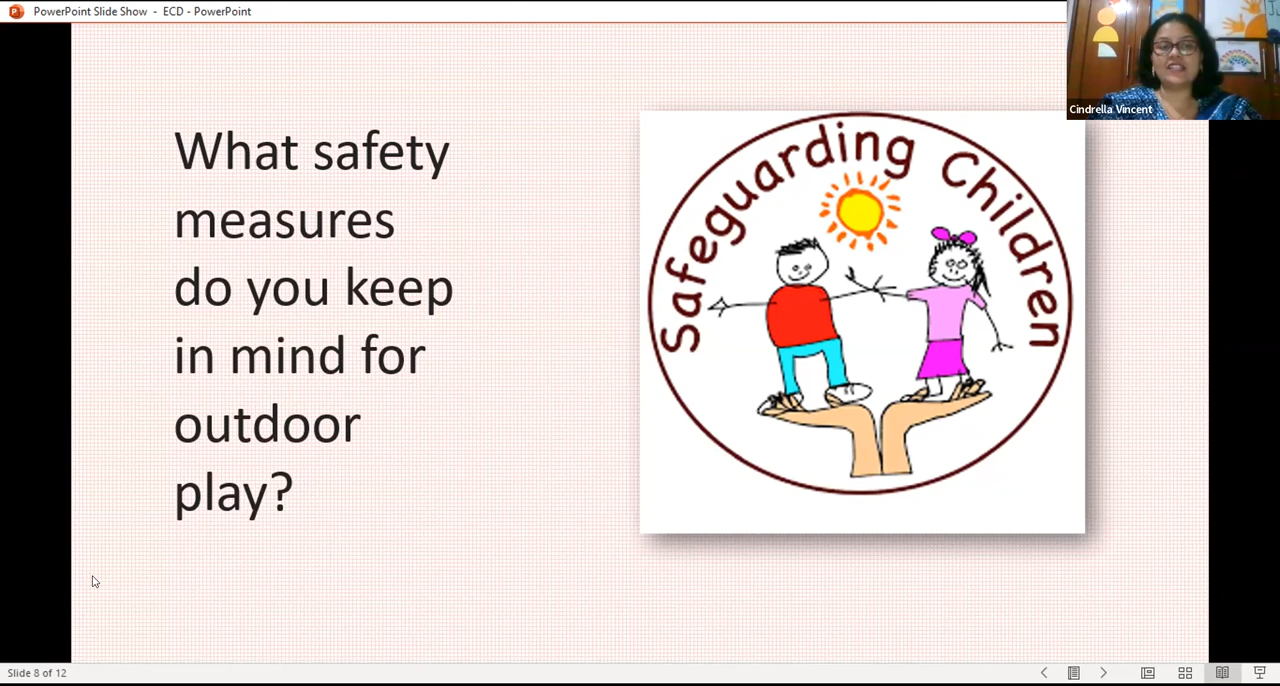 PowerPoint Slide Show - ECD - PowerPoint
Cindrella Vincent
What safety
measures
do you keep
in mind for
outdoor
play?
Safeguarding Children
Slide 8 of 12